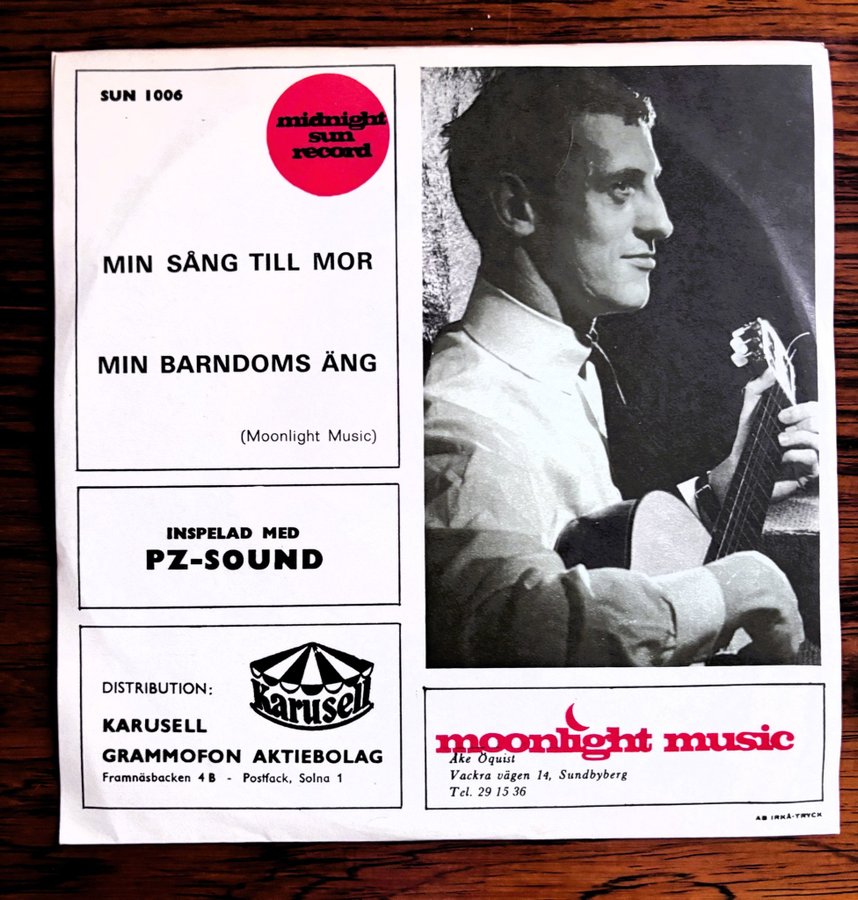 SUN 1006
midnight
sun
record
MIN SÅNG TILL MOR
MIN BARNDOMS ÄNG
(Moonlight Music)
INSPELAD MED
PZ-SOUND
DISTRIBUTION:
Karusell
KARUSELL
GRAMMOFON AKTIEBOLAG
Framnäsbacken 4 B - Postfack, Solna 1
moonlight music
Åke Öquist
Vackra vägen 14, Sundbyberg
Tel. 29 15 36
AB IRKÅ-TRYCK